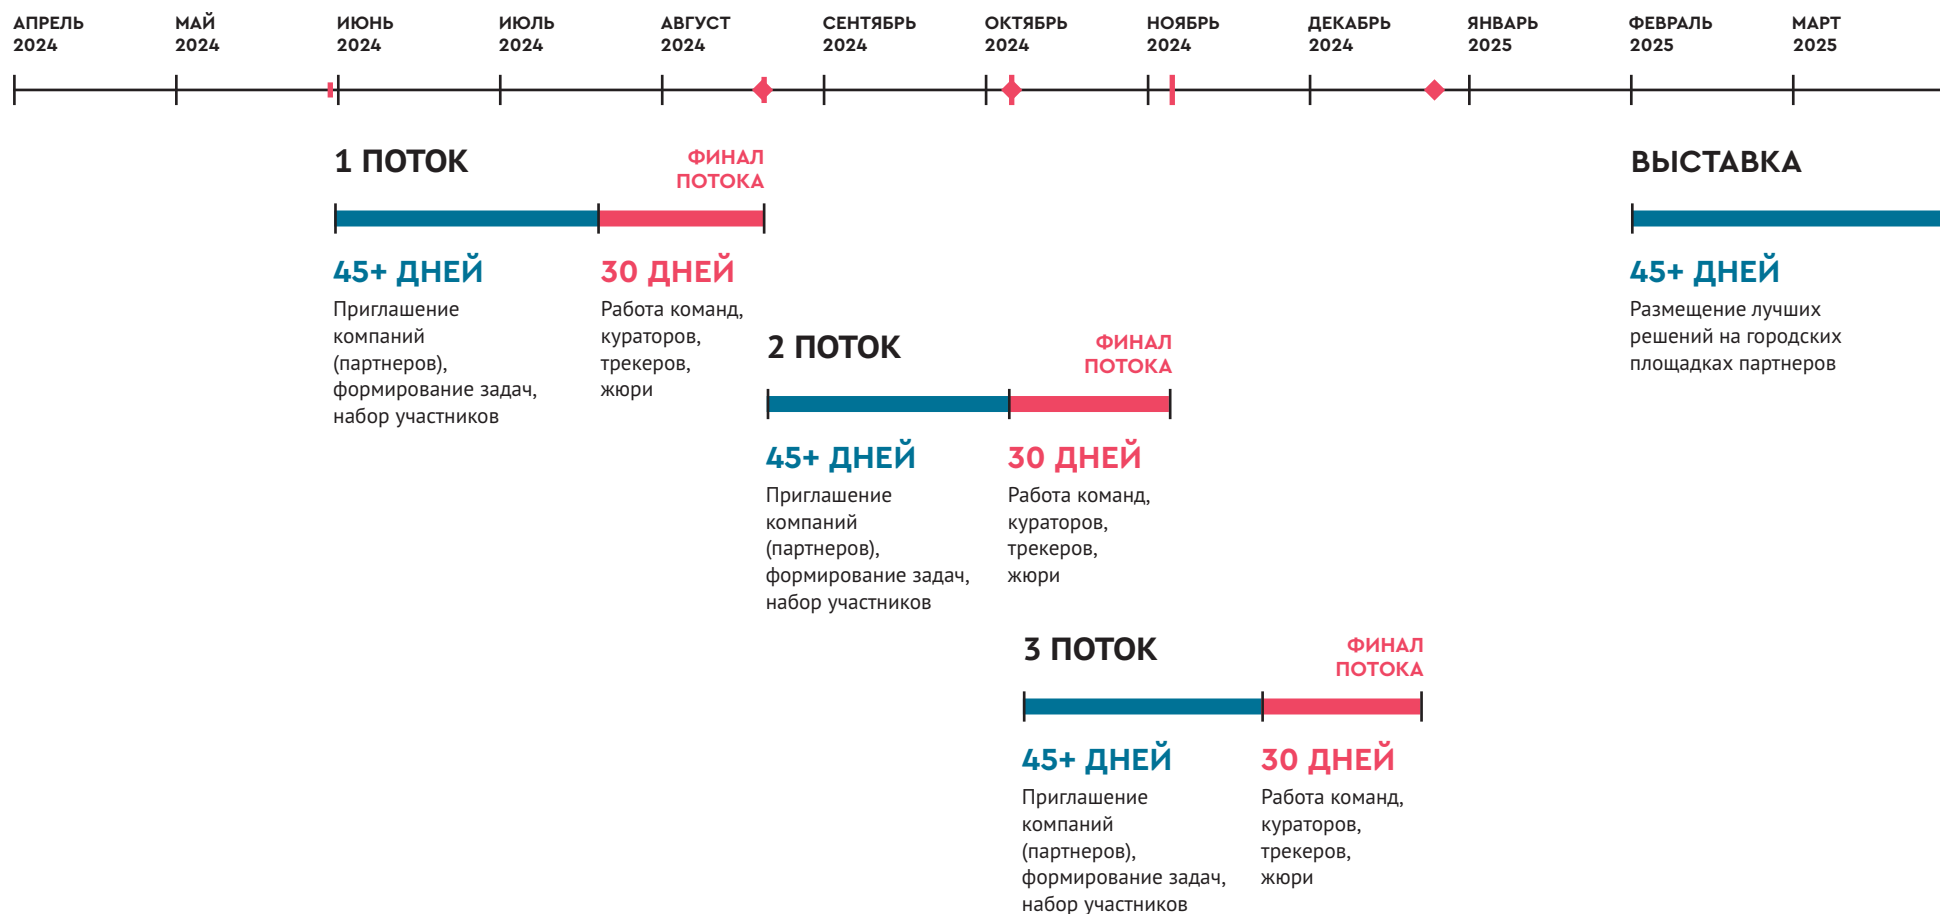 АПРЕЛЬ
2024
МАЙ
2024
ИЮНЬ
2024
ИЮЛЬ
2024
АВГУСТ
2024
СЕНТЯБРЬ
2024
ОКТЯБРЬ
2024
НОЯБРЬ
2024
ДЕКАБРЬ
2024
ЯНВАРЬ
2025
ФЕВРАЛЬ
2025
МАРТ
2025
1 ПОТОК
ФИНАЛ
ПОТОКА
45+ ДНЕЙ
Приглашение
компаний
(партнеров),
формирование задач,
набор участников
30 ДНЕЙ
Работа команд,
кураторов,
трекеров,
жюри
2 ПОТОК
ФИНАЛ
ПОТОКА
45+ ДНЕЙ
Приглашение
компаний
(партнеров),
формирование задач,
набор участников
30 ДНЕЙ
Работа команд,
кураторов,
трекеров,
жюри
3 ПОТОК
ФИНАЛ
ПОТОКА
45+ ДНЕЙ
Приглашение
компаний
(партнеров),
формирование задач,
набор участников
30 ДНЕЙ
Работа команд,
кураторов,
трекеров,
жюри
ВЫСТАВКА
45+ ДНЕЙ
Размещение лучших
решений на городских
площадках партнеров